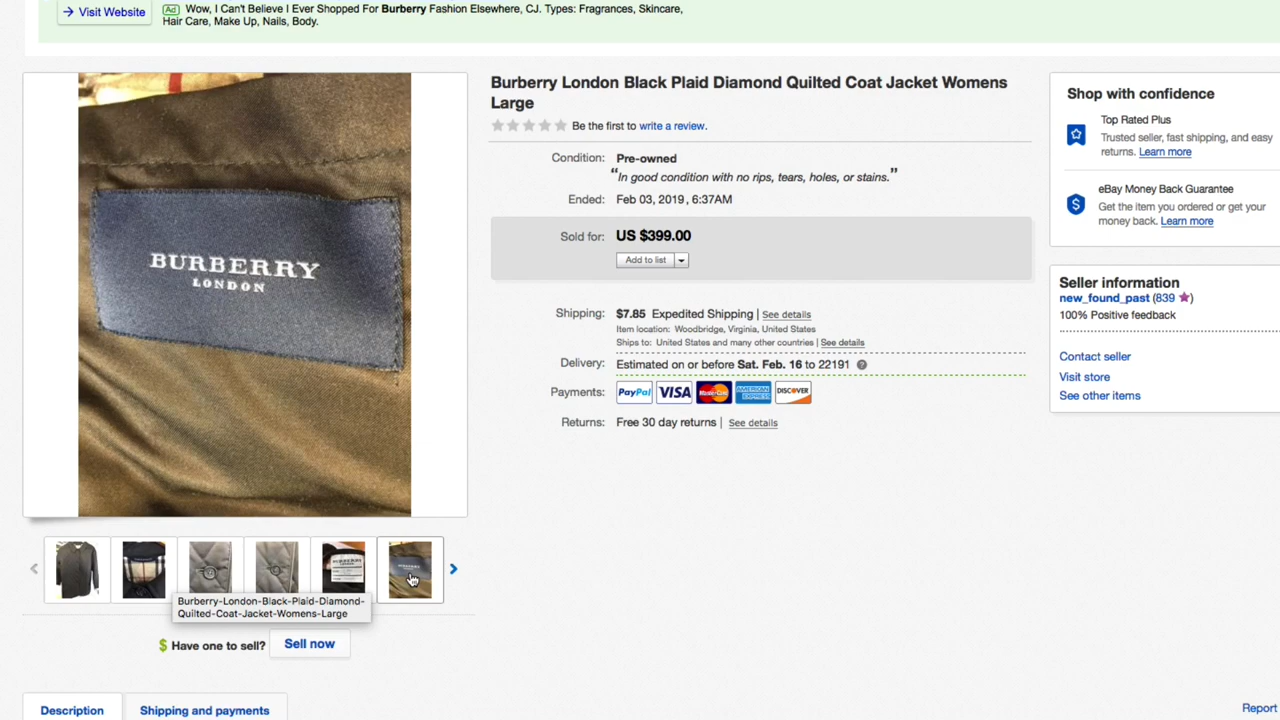 → Visit Website
Ad Wow, I Can't Believe I Ever Shopped For Burberry Fashion Elsewhere, CJ. Types: Fragrances, Skincare,
Hair Care, Make Up, Nails, Body.
BURBERRY
LONDON
Burberry London Black Plaid Diamond Quilted Coat Jacket Womens
Large
Be the first to write a review.
Condition: Pre-owned
“In good condition with no rips, tears, holes, or stains.”
Ended: Feb 03, 2019 , 6:37AM
Sold for: US $399.00
Add to list
Shipping: $7.85 Expedited Shipping | See details
Item location: Woodbridge, Virginia, United States
Ships to: United States and many other countries | See details
Delivery: Estimated on or before Sat. Feb. 16 to 22191 ?
Payments: PayPal VISA MasterCard AMERICAN EXPRESS DISCOVER
Returns: Free 30 day returns | See details
Shop with confidence
Top Rated Plus
Trusted seller, fast shipping, and easy
returns. Learn more
eBay Money Back Guarantee
Get the item you ordered or get your
money back. Learn more
Seller information
new_found_past (839 ★)
100% Positive feedback
Contact seller
Visit store
See other items
BURBERRY
Burberry-London-Black-Plaid-Diamond-
Quilted-Coat-Jacket-Womens-Large
$ Have one to sell? Sell now
Description
Shipping and payments
Report